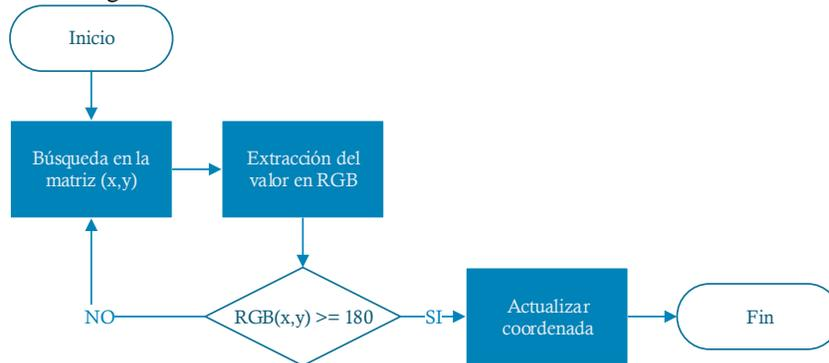 Inicio
Búsqueda en la
matriz (x,y)
Extracción del
valor en RGB
NO
RGB(x,y) >= 180
SI
Actualizar
coordenada
Fin